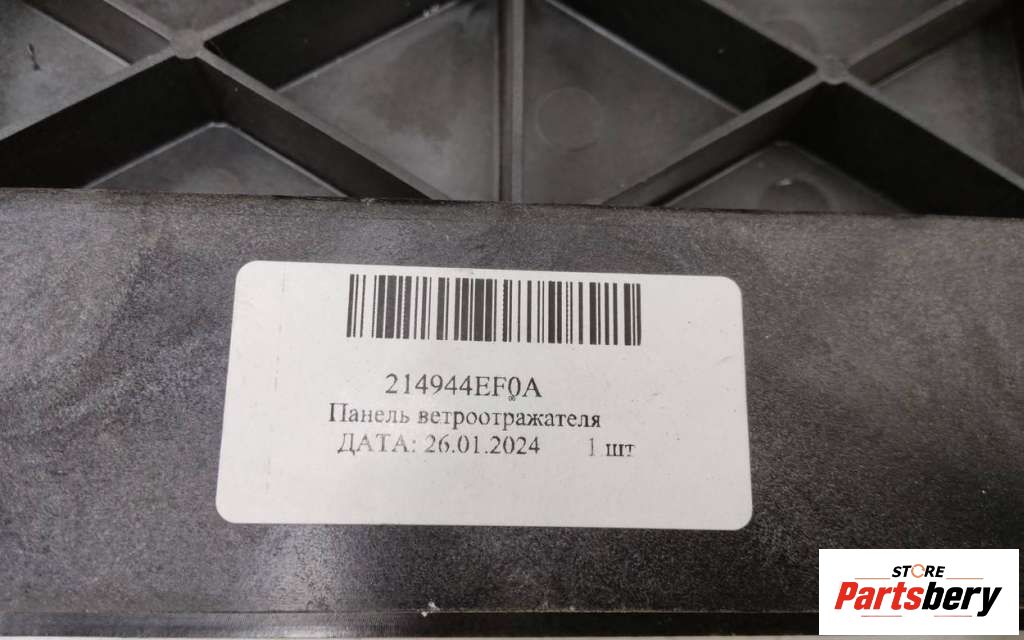 214944EF0A
Панель ветроотражателя
ДАТА: 26.01.2024 1 шт
STORE
Partsbery